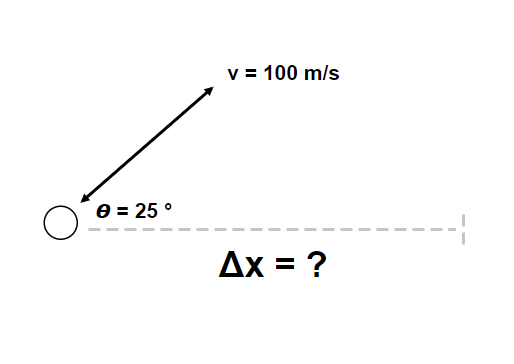 v = 100 m/s
ө = 25 °
Δx = ?